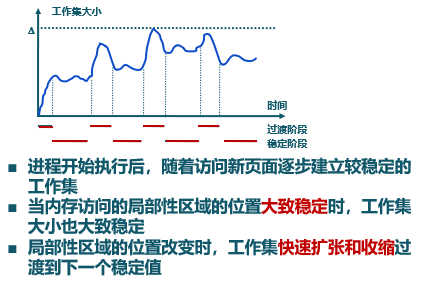 工作集大小
Δ
时间
过渡阶段
稳定阶段
■ 进程开始执行后，随着访问新页面逐步建立较稳定的
工作集
■ 当内存访问的局部性区域的位置大致稳定时，工作集
大小也大致稳定
■ 局部性区域的位置改变时，工作集快速扩张和收缩过
渡到下一个稳定值